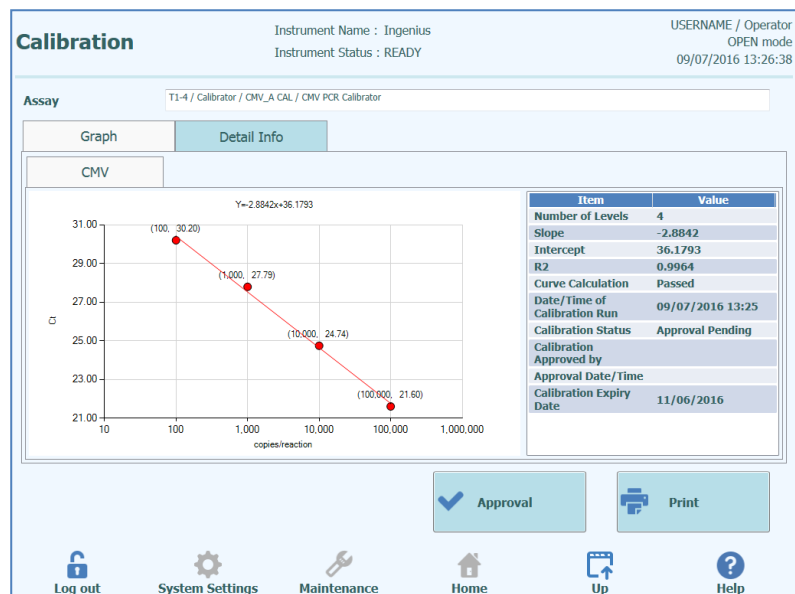 Calibration
Instrument Name : Ingenius
Instrument Status : READY
USERNAME / Operator
OPEN mode
09/07/2016 13:26:38
Assay
T1-4 / Calibrator / CMV_A CAL / CMV PCR Calibrator
Graph
Detail Info
CMV
Y=-2.8842x+36.1793
31.00
29.00
27.00
25.00
23.00
21.00
Ct
(100, 30.20)
(1,000, 27.79)
(10,000, 24.74)
(100,000, 21.60)
10
100
1,000
10,000
100,000
1,000,000
copies/reaction
Item Value
Number of Levels 4
Slope -2.8842
Intercept 36.1793
R2 0.9964
Curve Calculation Passed
Date/Time of
Calibration Run 09/07/2016 13:25
Calibration Status Approval Pending
Calibration
Approved by
Approval Date/Time
Calibration Expiry
Date 11/06/2016
Approval
Print
Log out
System Settings
Maintenance
Home
Up
Help